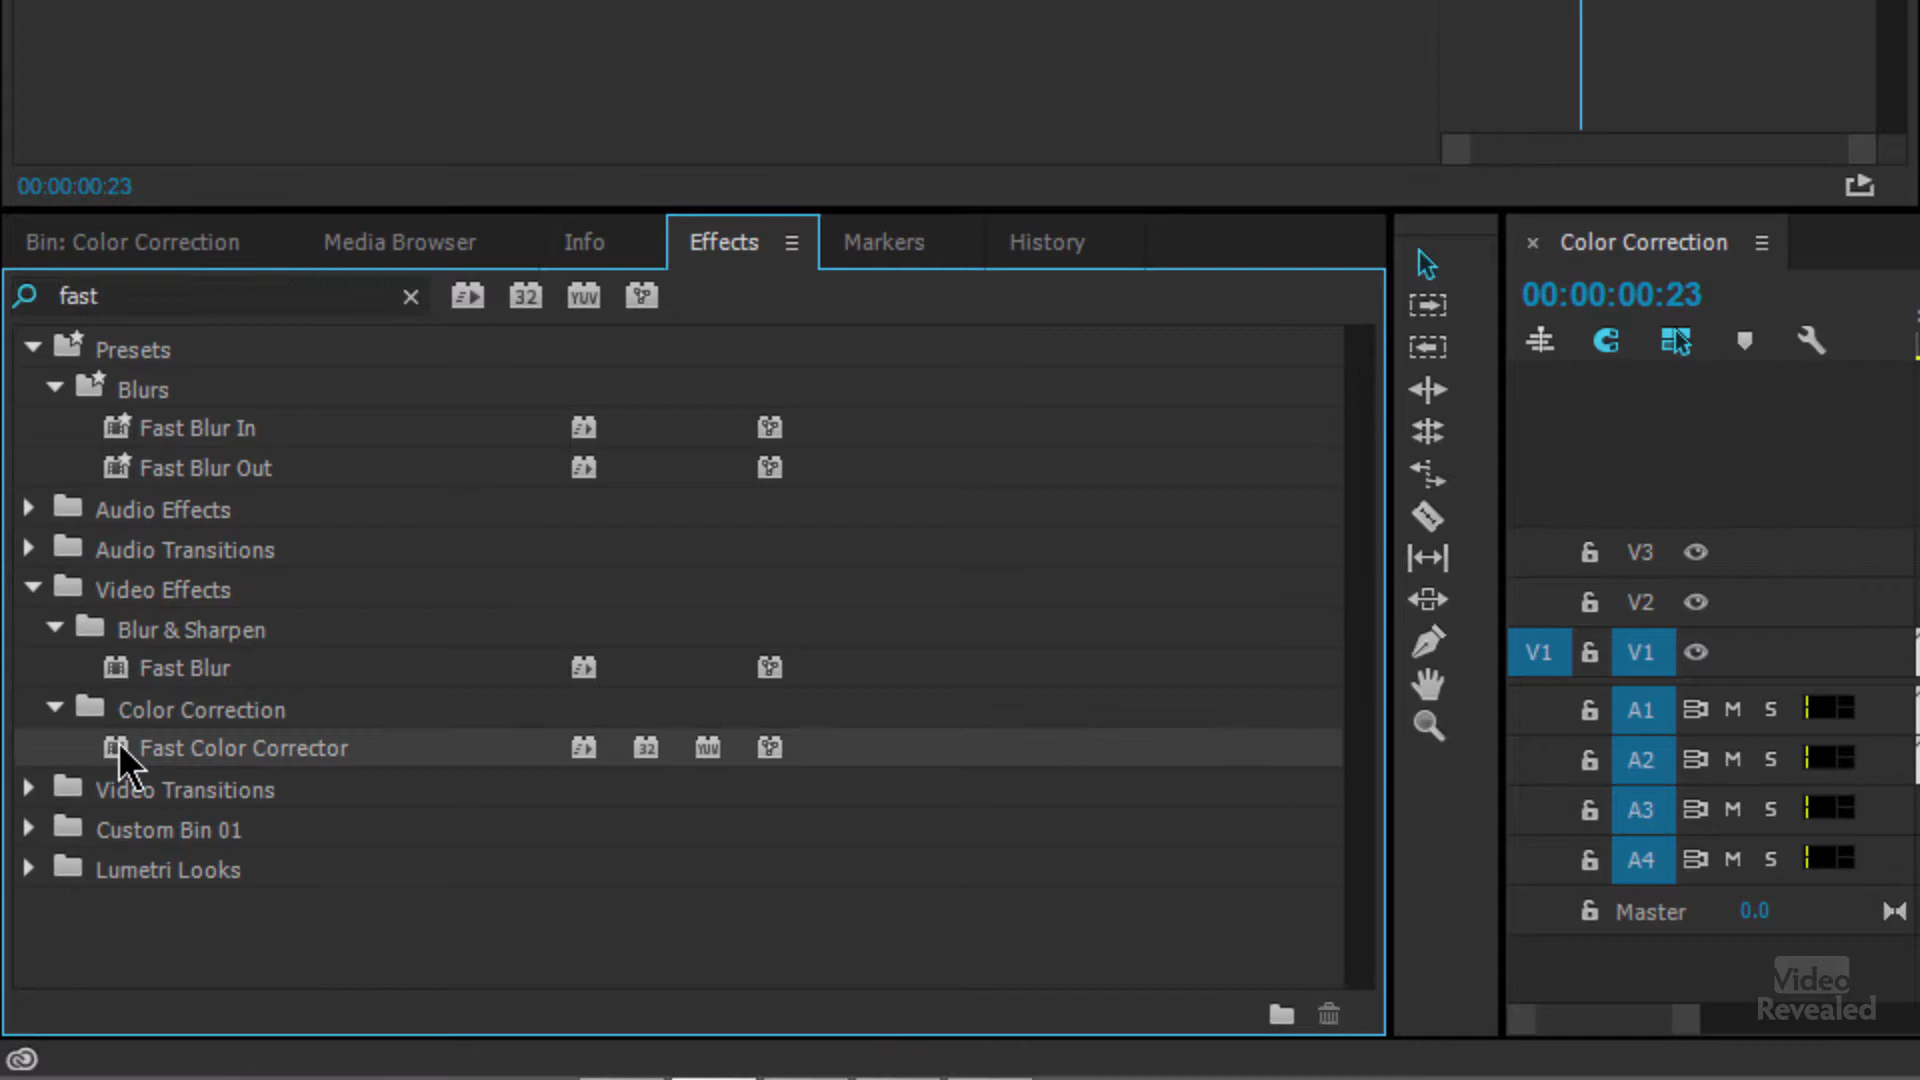 00:00:00:23
Bin: Color Correction
Media Browser
Info
Effects
Markers
History
Color Correction
fast
32
YUV
00:00:00:23
Presets
Blurs
Fast Blur In
Fast Blur Out
Audio Effects
Audio Transitions
Video Effects
Blur & Sharpen
Fast Blur
Color Correction
Fast Color Corrector
32
YUV
Video Transitions
Custom Bin 01
Lumetri Looks
V3
V2
V1 V1
A1 M S
A2 M S
A3 M S
A4 M S
Master 0.0
Video
Revealed